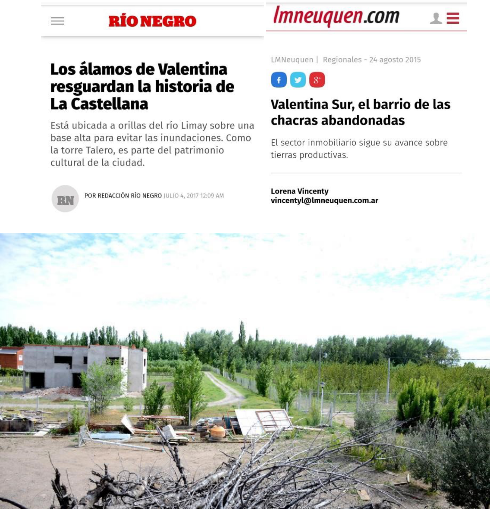 RÍO NEGRO
Los álamos de Valentina
resguardan la historia de
La Castellana
Está ubicada a orillas del río Limay sobre una
base alta para evitar las inundaciones. Como
la torre Talero, es parte del patrimonio
cultural de la ciudad.
RN
POR REDACCIÓN RÍO NEGRO JULIO 4, 2017 12:09 AM
lmneuquen.com
LMNeuquen | Regionales - 24 agosto 2015
Valentina Sur, el barrio de las
chacras abandonadas
El sector inmobiliario sigue su avance sobre
tierras productivas.
Lorena Vincenty
vincentyl@lmneuquen.com.ar